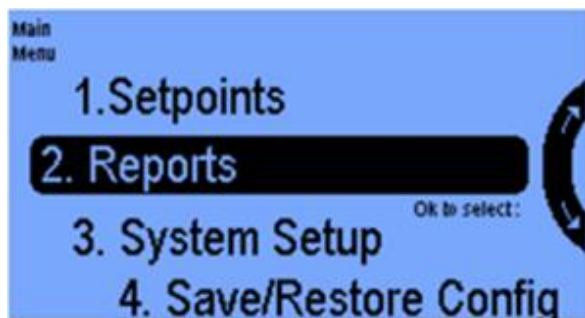 Main
Menu
1.Setpoints
2. Reports
Ok to select:
3. System Setup
4. Save/Restore Config